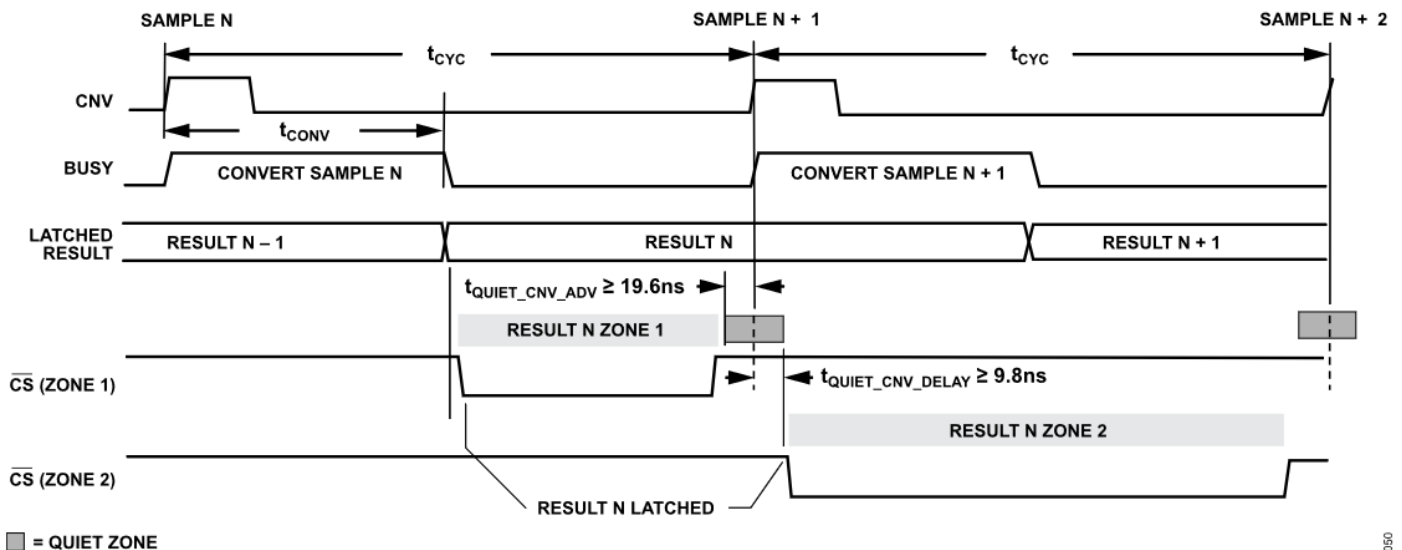 SAMPLE N SAMPLE N + 1 SAMPLE N + 2
tCYC tCYC
CNV
tCONV
BUSY CONVERT SAMPLE N CONVERT SAMPLE N + 1
LATCHED
RESULT
RESULT N – 1 RESULT N RESULT N + 1
tQUIET_CNV_ADV ≥ 19.6ns
RESULT N ZONE 1
CS (ZONE 1)
tQUIET_CNV_DELAY ≥ 9.8ns
RESULT N ZONE 2
CS (ZONE 2)
RESULT N LATCHED
= QUIET ZONE
050